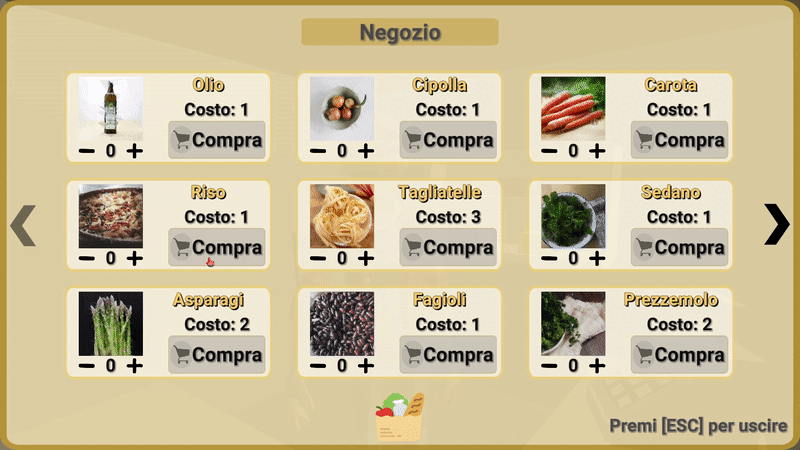 Negozio
Olio
Costo: 1
Compra
0
Cipolla
Costo: 1
Compra
0
Carota
Costo: 1
Compra
0
Riso
Costo: 1
Compra
0
Tagliatelle
Costo: 3
Compra
0
Sedano
Costo: 1
Compra
0
Asparagi
Costo: 2
Compra
0
Fagioli
Costo: 1
Compra
0
Prezzemolo
Costo: 2
Compra
0
Premi [ESC] per uscire